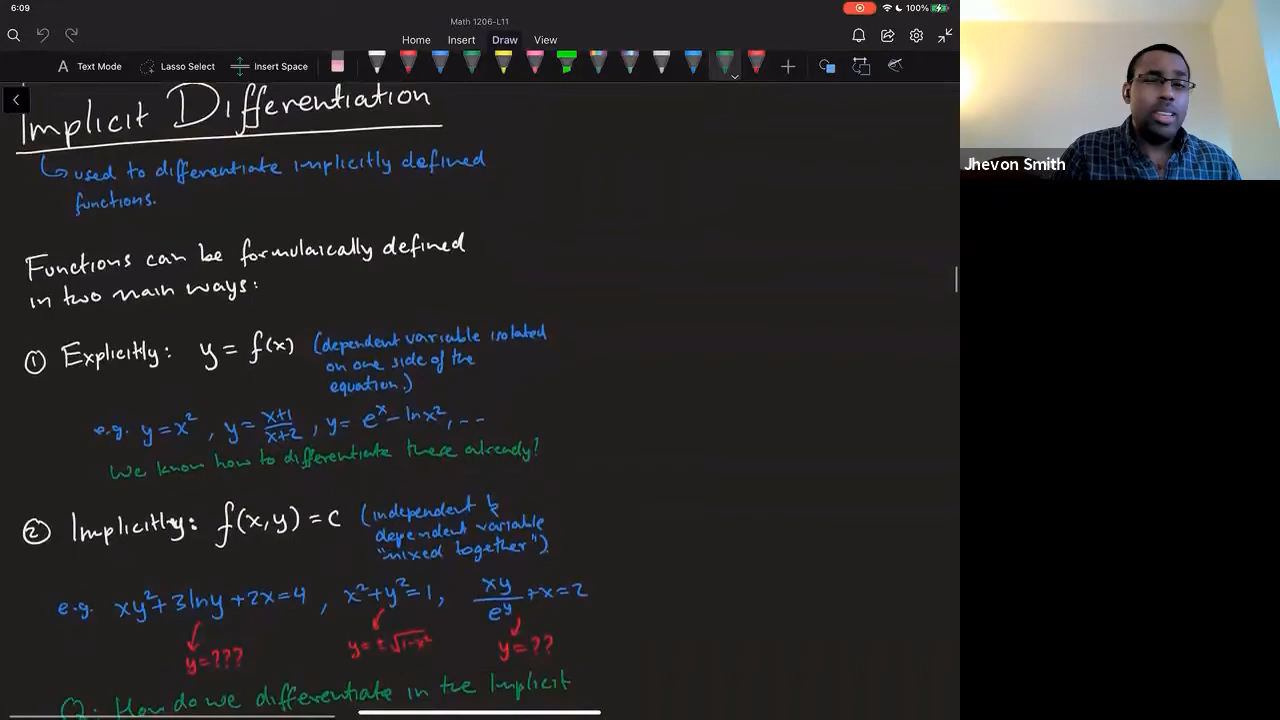 6:09
100%
Math 1206-L11
Home Insert Draw View
Text Mode Lasso Select Insert Space
Implicit Differentiation
↳ used to differentiate implicitly defined
functions.
Functions can be formulaically defined
in two main ways:
① Explicitly: y = f(x) (dependent variable isolated
on one side of the
equation.)
e.g. y = x², y = (x+1)/(x+2), y = eˣ - ln x², ...
We know how to differentiate these already!
② Implicitly: f(x,y) = c (independent &
dependent variable
"mixed together")
e.g. xy² + 3lny + 2x = 4, x² + y² = 1, xy/e^y + x = 2
y=??? y = ±√(1-x²) y = ??
Q: How do we differentiate in the Implicit
Jhevon Smith